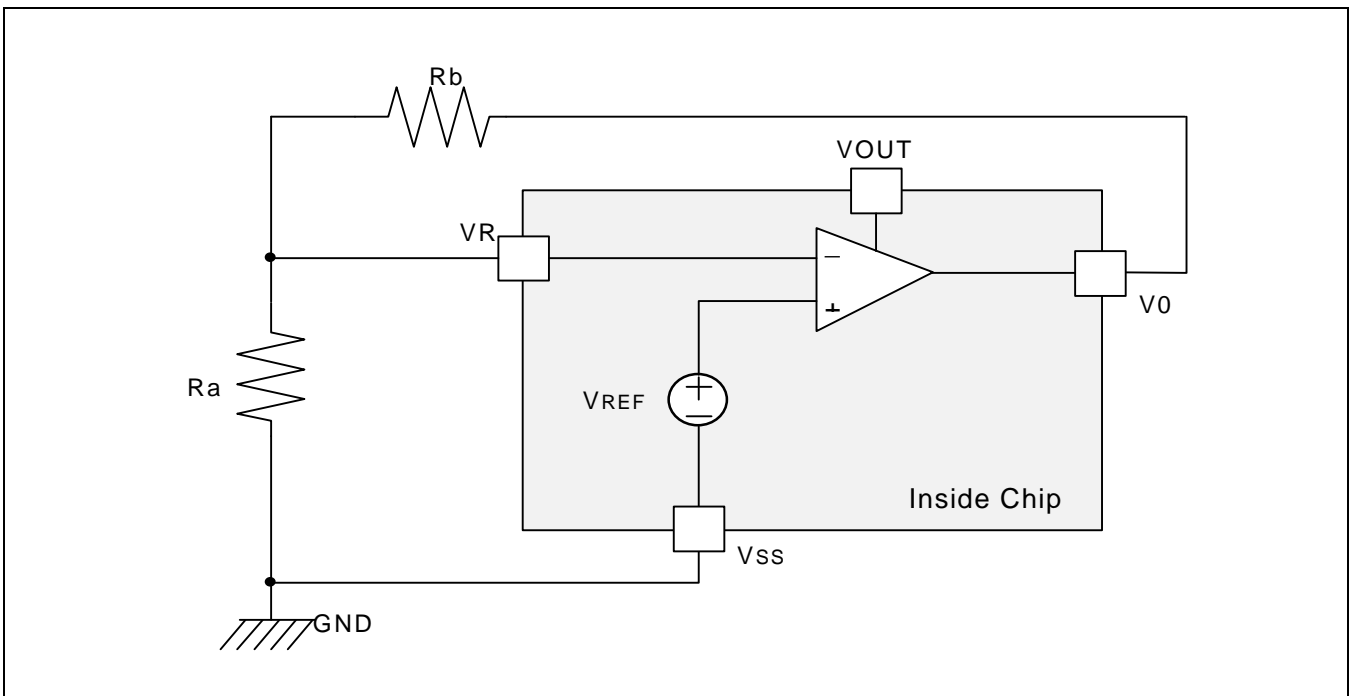 Rb
VOUT
VR
−
+
V0
Ra
VREF
+
−
Inside Chip
VSS
GND